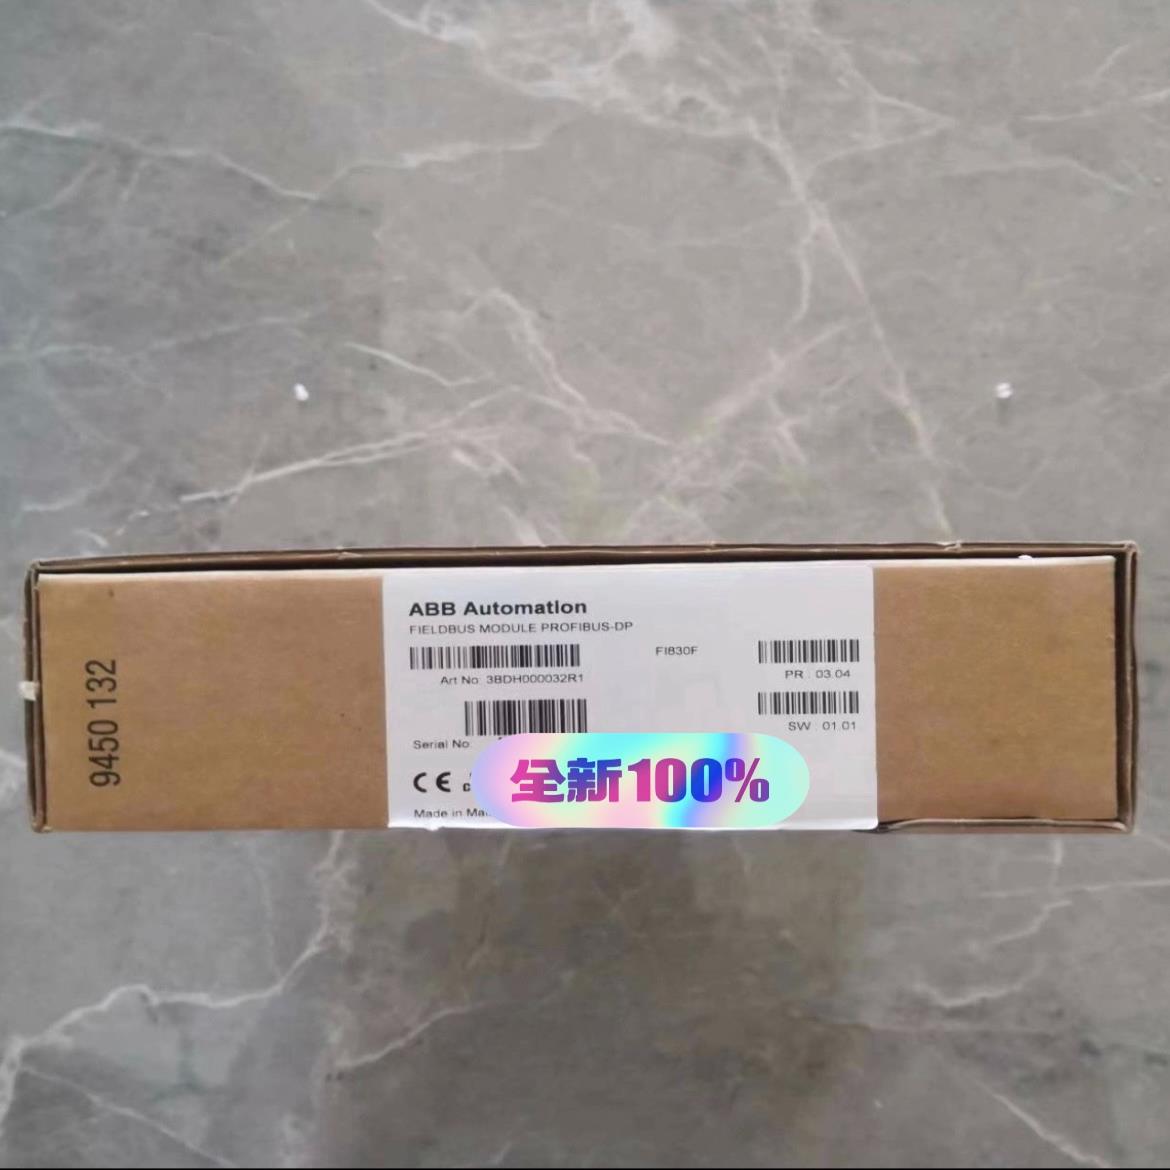 ABB Automation
FIELDBUS MODULE PROFIBUS-DP
FI830F
Art No: 3BDH000032R1
PR : 03.04
SW : 01.01
Serial No:
CE
Made in
全新100%
9450 132